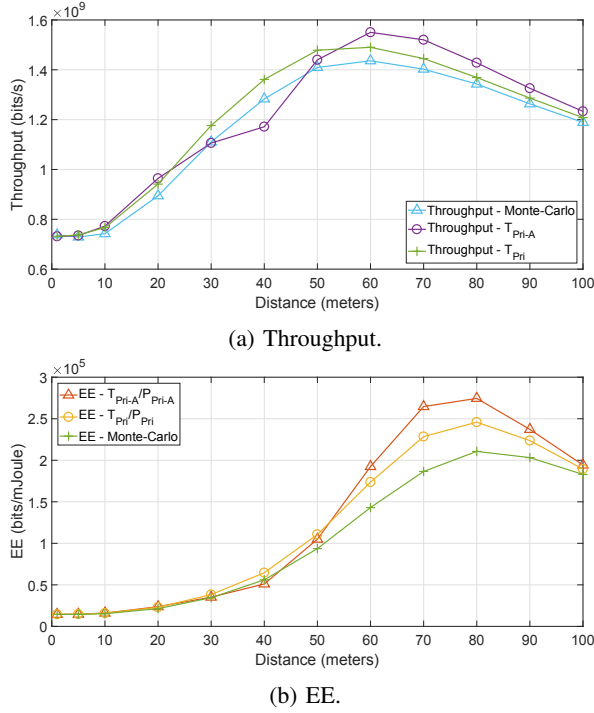 × 10^9
1.6
1.4
1.2
1
0.8
0.6
Throughput (bits/s)
Throughput - Monte-Carlo
Throughput - T_Pri-A
Throughput - T_Pri
0 10 20 30 40 50 60 70 80 90 100
Distance (meters)
(a) Throughput.
× 10^5
3
2.5
2
1.5
1
0.5
0
EE (bits/mJoule)
EE - T_Pri-A/P_Pri-A
EE - T_Pri/P_Pri
EE - Monte-Carlo
0 10 20 30 40 50 60 70 80 90 100
Distance (meters)
(b) EE.